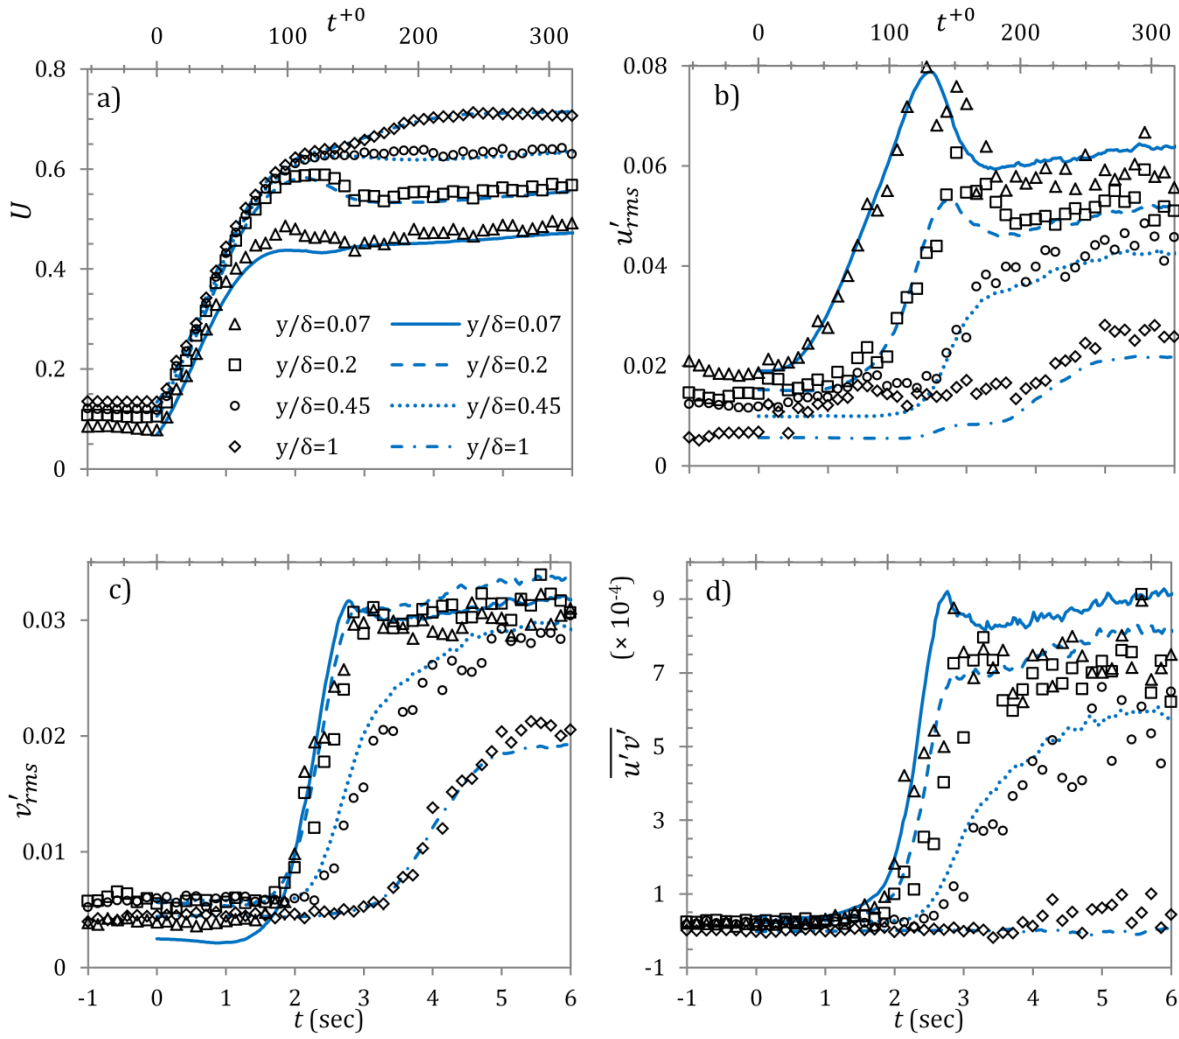 0 100 t⁺⁰ 200 300
0.8
0.6
0.4
0.2
0
U
a)
y/δ=0.07 y/δ=0.07
y/δ=0.2 y/δ=0.2
y/δ=0.45 y/δ=0.45
y/δ=1 y/δ=1
0 100 t⁺⁰ 200 300
0.08
0.06
0.04
0.02
0
u′rms
b)
0.03
0.02
0.01
0
v′rms
c)
-1 0 1 2 3 4 5 6
t (sec)
9
7
5
3
1
-1
u′v′ (× 10⁻⁴)
d)
-1 0 1 2 3 4 5 6
t (sec)